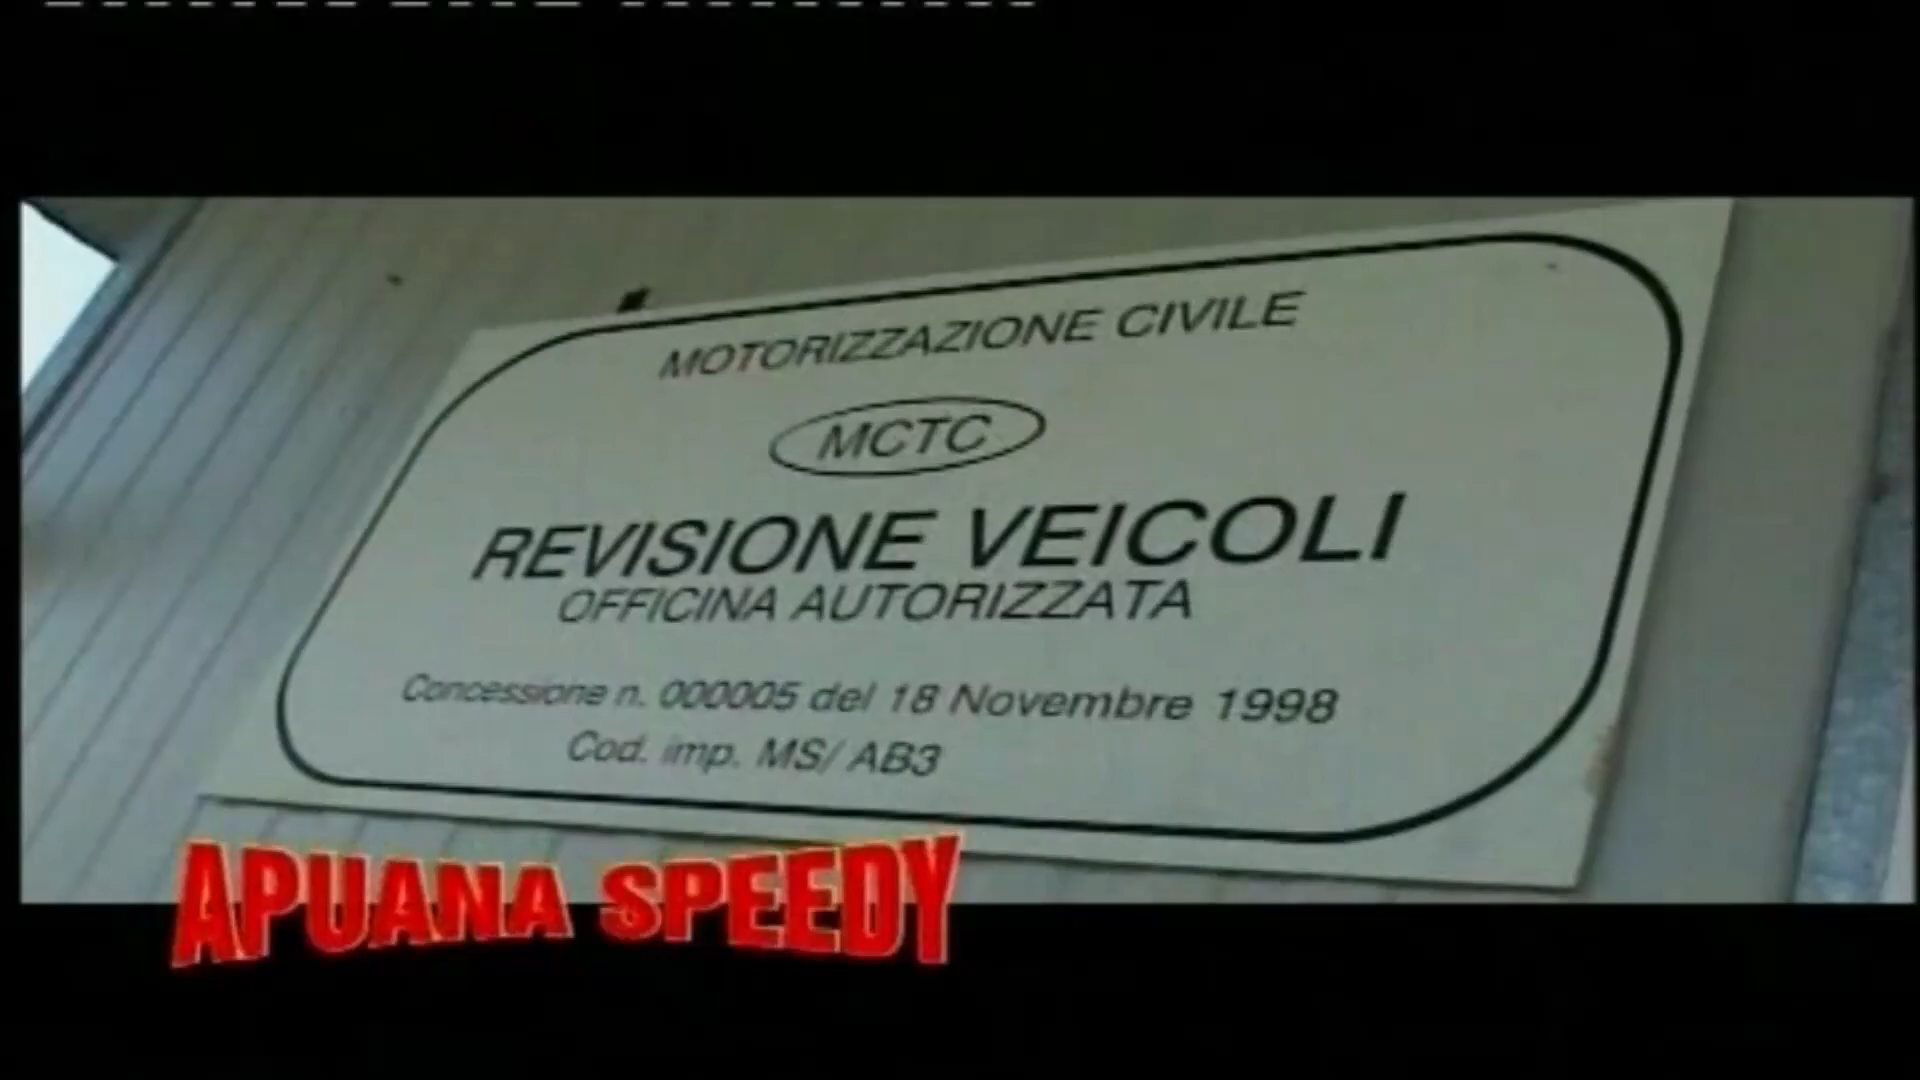 MOTORIZZAZIONE CIVILE
MCTC
REVISIONE VEICOLI
OFFICINA AUTORIZZATA
Concessione n. 000005 del 18 Novembre 1998
Cod. imp. MS/ AB3
APUANA SPEEDY